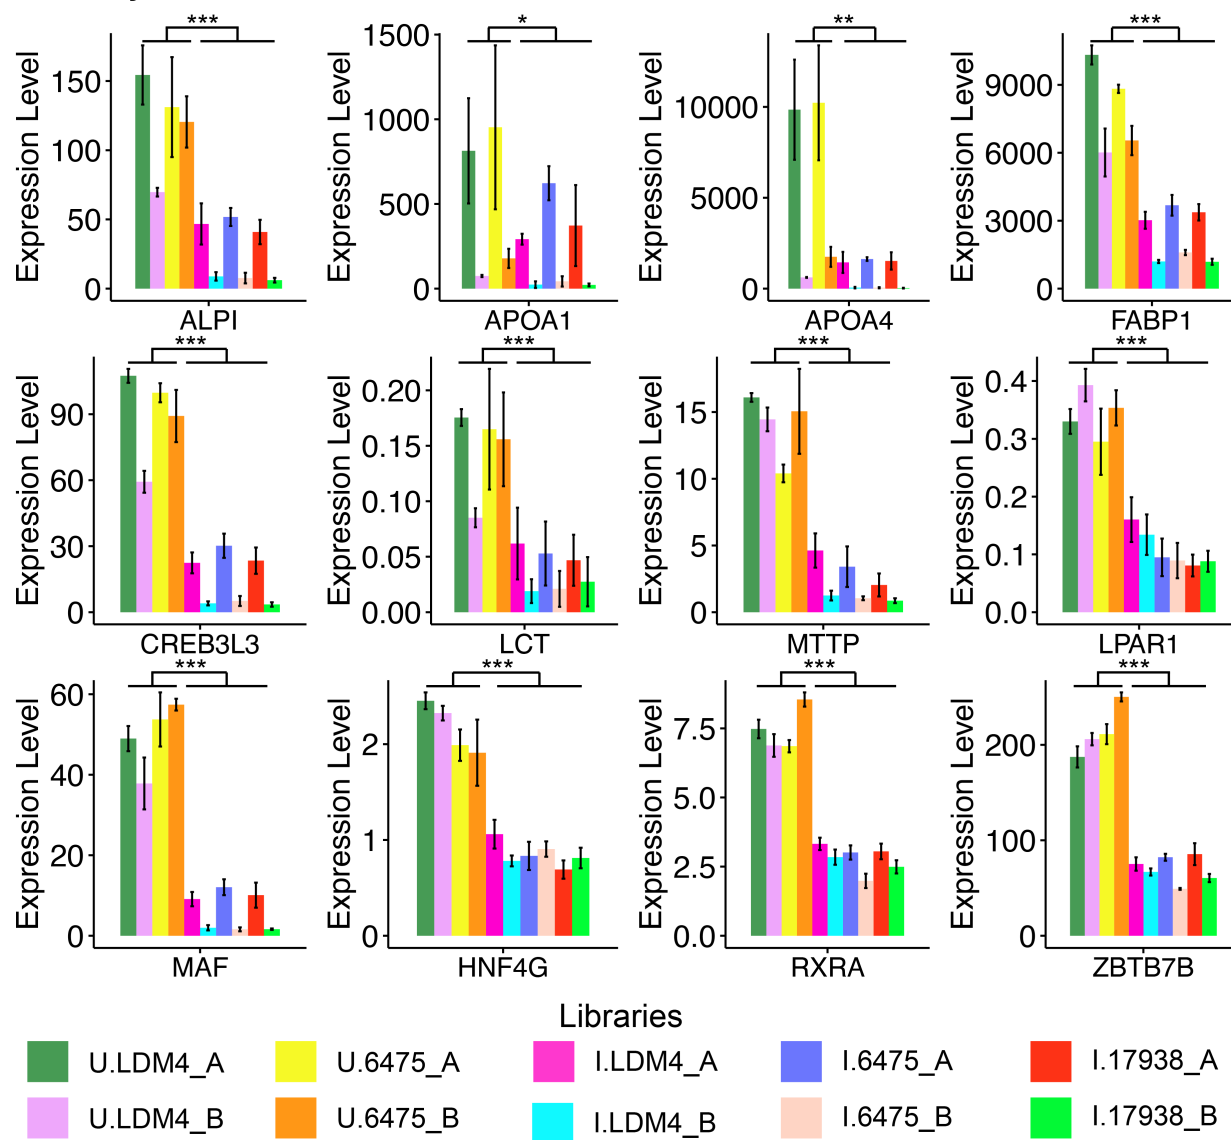 *** * ** ***
Expression Level Expression Level Expression Level Expression Level
150 1500 10000 9000
100 1000 5000 6000
50 500 0 3000
0 0 0
ALPI APOA1 APOA4 FABP1
*** *** *** ***
Expression Level Expression Level Expression Level Expression Level
90 0.20 15 0.4
60 0.15 10 0.3
30 0.10 5 0.2
0 0.05 0 0.1
0.00 0.0
CREB3L3 LCT MTTP LPAR1
*** *** *** ***
Expression Level Expression Level Expression Level Expression Level
60 2 7.5 200
40 1 5.0 100
20 0 2.5 0
0 0.0
MAF HNF4G RXRA ZBTB7B
Libraries
U.LDM4_A U.6475_A I.LDM4_A I.6475_A I.17938_A
U.LDM4_B U.6475_B I.LDM4_B I.6475_B I.17938_B